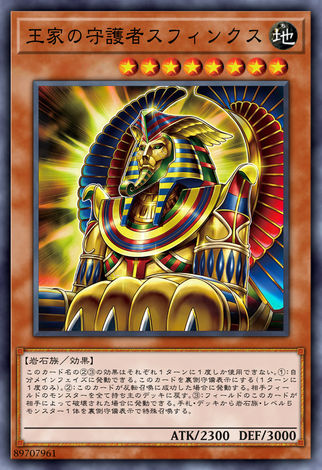 王家の守護者スフィンクス
地
【岩石族／効果】
このカード名の②③の効果はそれぞれ１ターンに１度しか使用できない。①：自
分メインフェイズに発動できる。このカードを裏側守備表示にする（１ターンに
１度のみ）。②：このカードが反転召喚に成功した場合に発動する。相手フィー
ルドのモンスターを全て持ち主のデッキに戻す。③：フィールドのこのカードが
相手によって破壊された場合に発動できる。手札・デッキから岩石族・レベル５
モンスター１体を裏側守備表示で特殊召喚する。
ATK/2300 DEF/3000
89707961